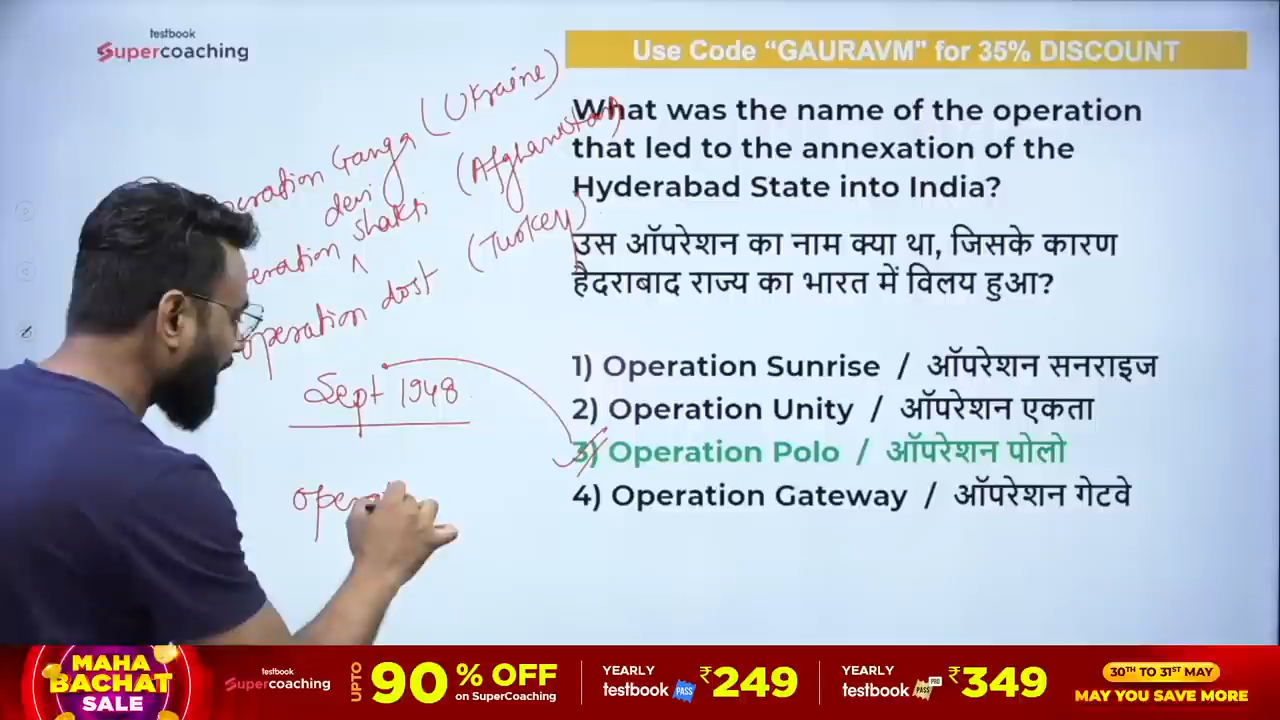 testbook
Supercoaching
Use Code “GAURAVM" for 35% DISCOUNT
What was the name of the operation
that led to the annexation of the
Hyderabad State into India?
उस ऑपरेशन का नाम क्या था, जिसके कारण
हैदराबाद राज्य का भारत में विलय हुआ?
1) Operation Sunrise / ऑपरेशन सनराइज
2) Operation Unity / ऑपरेशन एकता
3) Operation Polo / ऑपरेशन पोलो
4) Operation Gateway / ऑपरेशन गेटवे
peration Ganga (Ukraine)
devi
eration shakti (Afghanistan)
operation dost (Turkey)
Sept 1948
opera
MAHA
BACHAT
SALE
testbook
Supercoaching
UPTO 90% OFF
on SuperCoaching
YEARLY
testbook PASS ₹249
YEARLY
testbook PASS PRO ₹349
30TH TO 31ST MAY
MAY YOU SAVE MORE